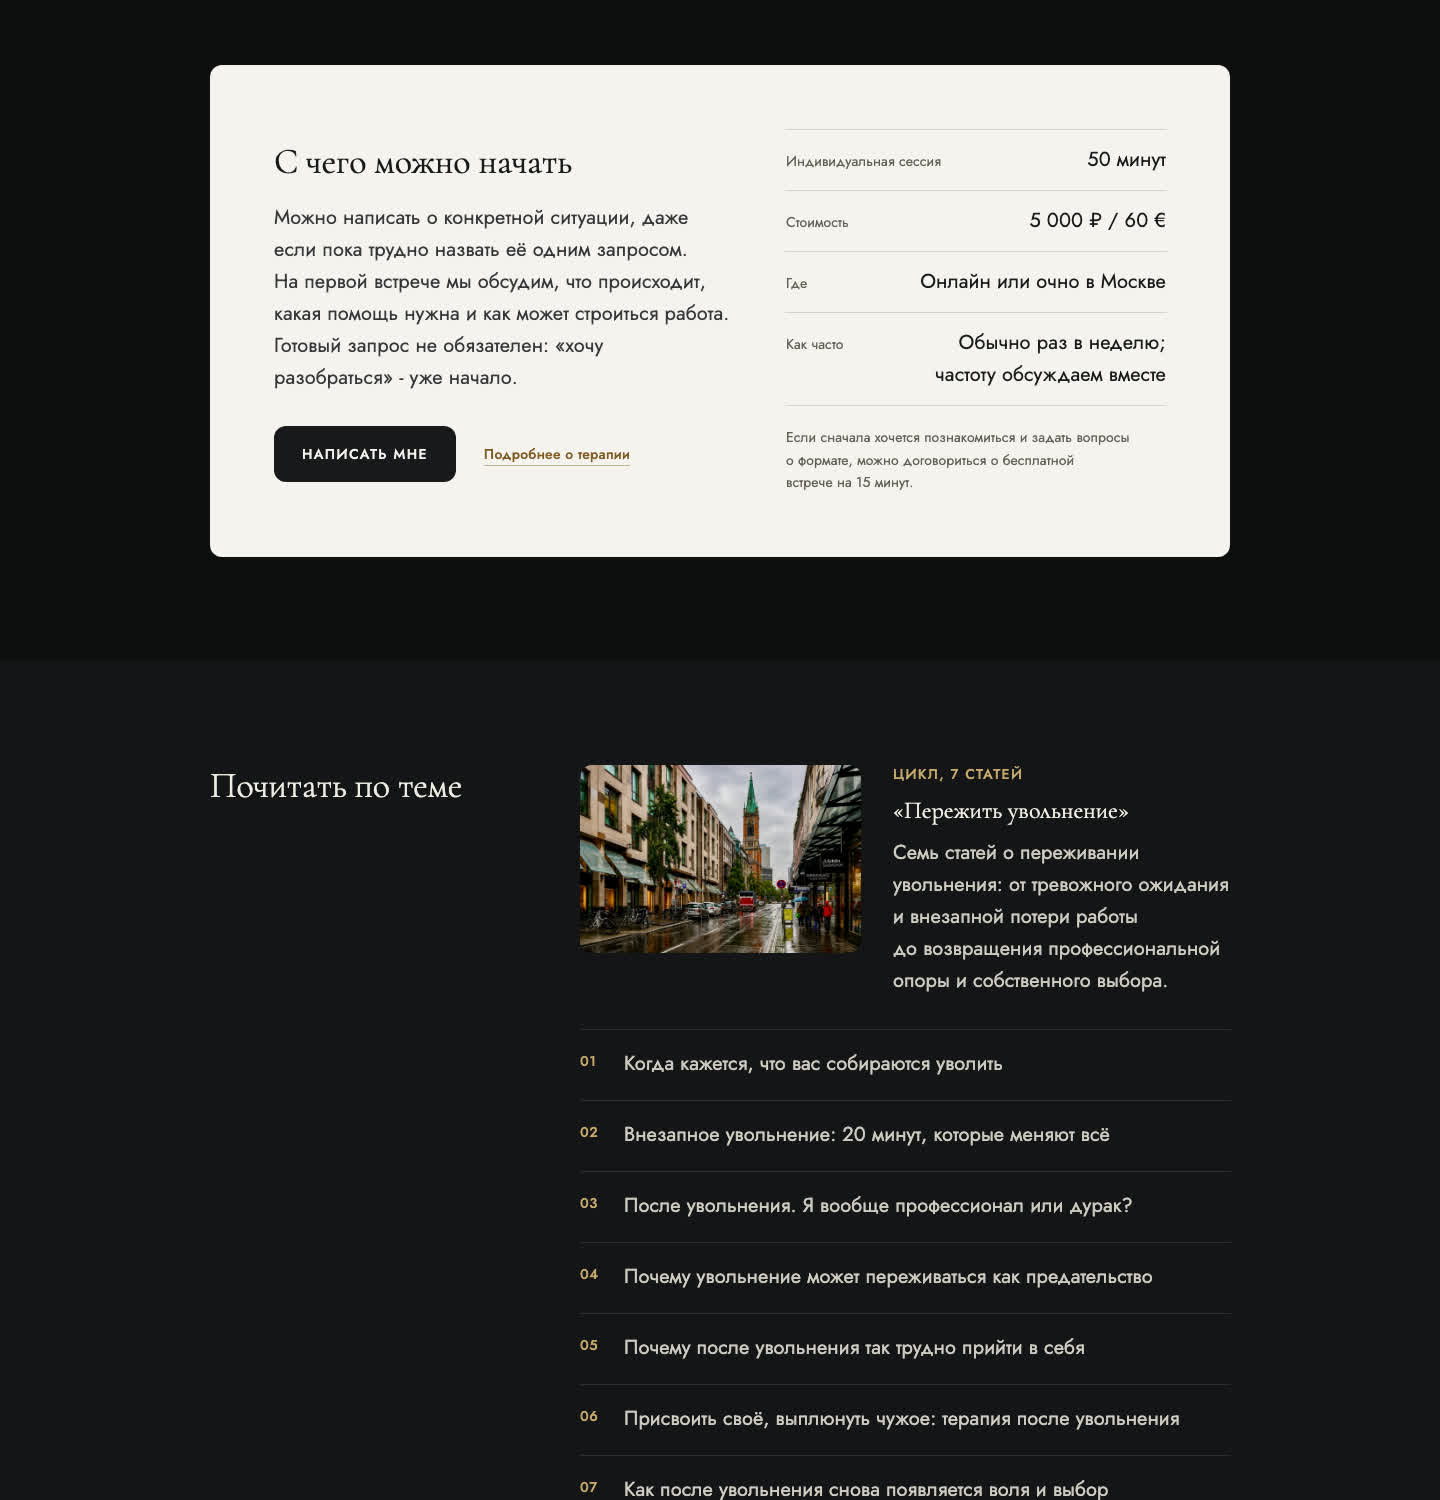 С чего можно начать
Можно написать о конкретной ситуации, даже
если пока трудно назвать её одним запросом.
На первой встрече мы обсудим, что происходит,
какая помощь нужна и как может строиться работа.
Готовый запрос не обязателен: «хочу
разобраться» - уже начало.
НАПИСАТЬ МНЕ
Подробнее о терапии
Индивидуальная сессия
50 минут
Стоимость
5 000 ₽ / 60 €
Где
Онлайн или очно в Москве
Как часто
Обычно раз в неделю;
частоту обсуждаем вместе
Если сначала хочется познакомиться и задать вопросы
о формате, можно договориться о бесплатной
встрече на 15 минут.
Почитать по теме
ЦИКЛ, 7 СТАТЕЙ
«Пережить увольнение»
Семь статей о переживании
увольнения: от тревожного ожидания
и внезапной потери работы
до возвращения профессиональной
опоры и собственного выбора.
01 Когда кажется, что вас собираются уволить
02 Внезапное увольнение: 20 минут, которые меняют всё
03 После увольнения. Я вообще профессионал или дурак?
04 Почему увольнение может переживаться как предательство
05 Почему после увольнения так трудно прийти в себя
06 Присвоить своё, выплюнуть чужое: терапия после увольнения
07 Как после увольнения снова появляется воля и выбор